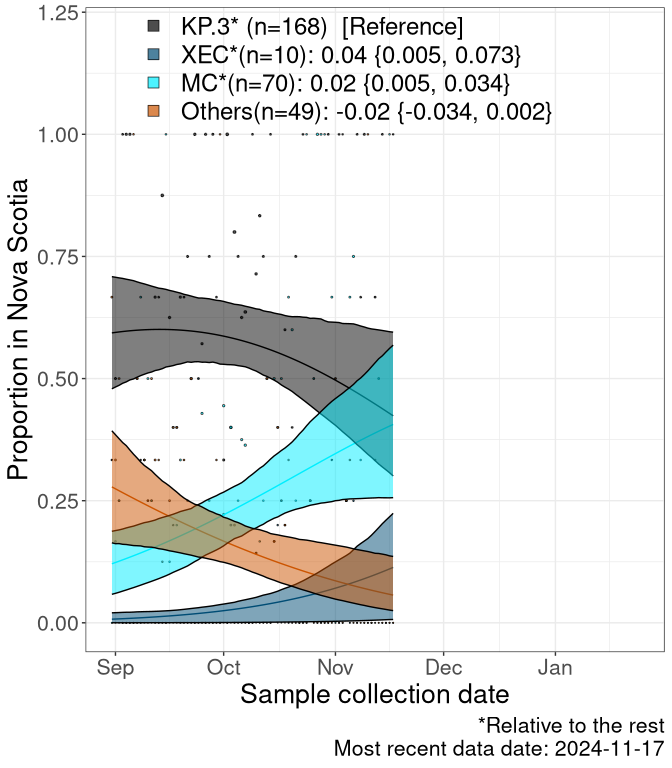 1.25
KP.3* (n=168)  [Reference]
XEC*(n=10): 0.04 {0.005, 0.073}
MC*(n=70): 0.02 {0.005, 0.034}
Others(n=49): -0.02 {-0.034, 0.002}
1.00
0.75
0.50
0.25
0.00
Proportion in Nova Scotia
Sep Oct Nov Dec Jan
Sample collection date
*Relative to the rest
Most recent data date: 2024-11-17